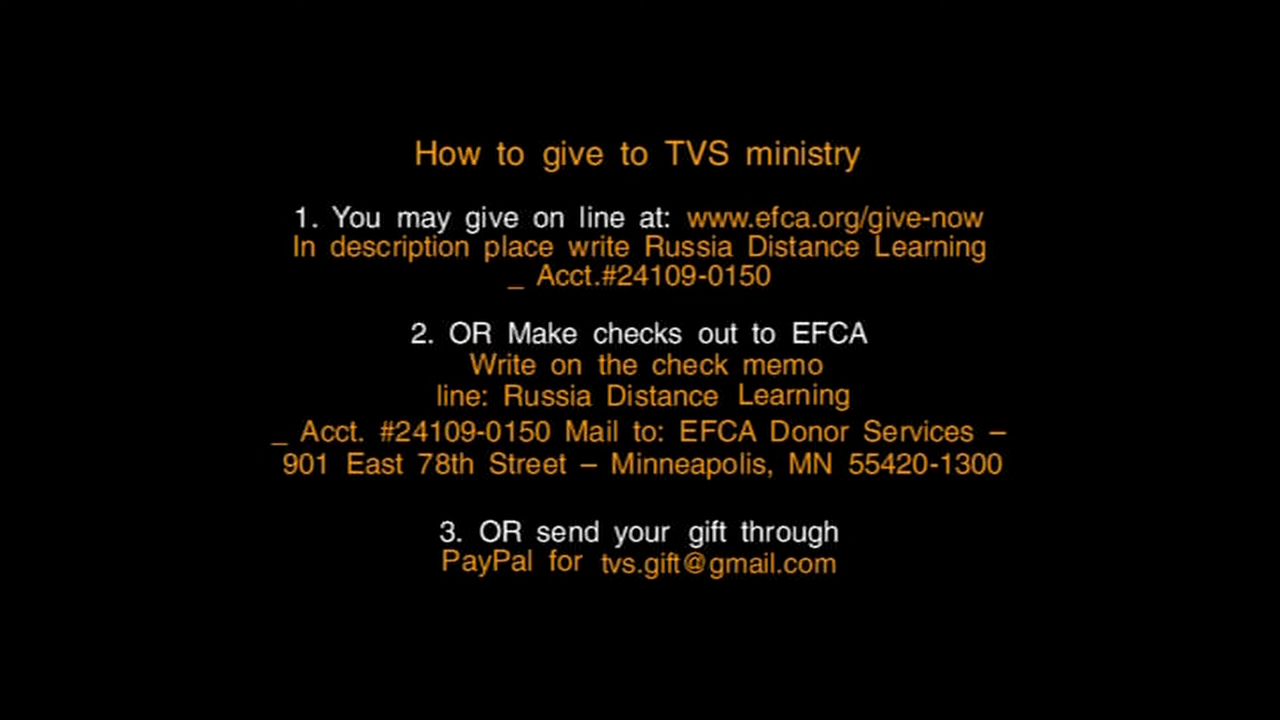 How to give to TVS ministry
1. You may give on line at: www.efca.org/give-now
In description place write Russia Distance Learning
_ Acct.#24109-0150
2. OR Make checks out to EFCA
Write on the check memo
line: Russia Distance Learning
_ Acct. #24109-0150 Mail to: EFCA Donor Services –
901 East 78th Street – Minneapolis, MN 55420-1300
3. OR send your gift through
PayPal for tvs.gift@gmail.com